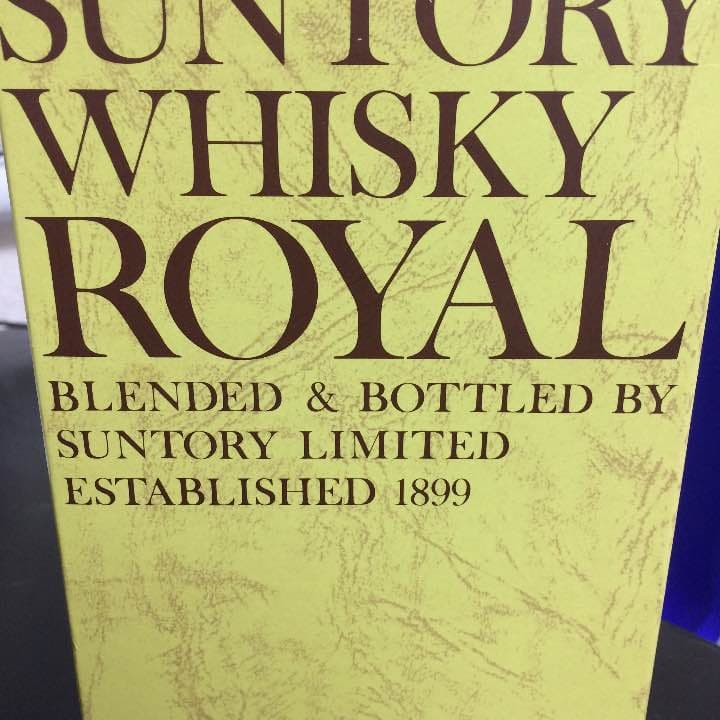 SUNTORY
WHISKY
ROYAL
BLENDED & BOTTLED BY
SUNTORY LIMITED
ESTABLISHED 1899